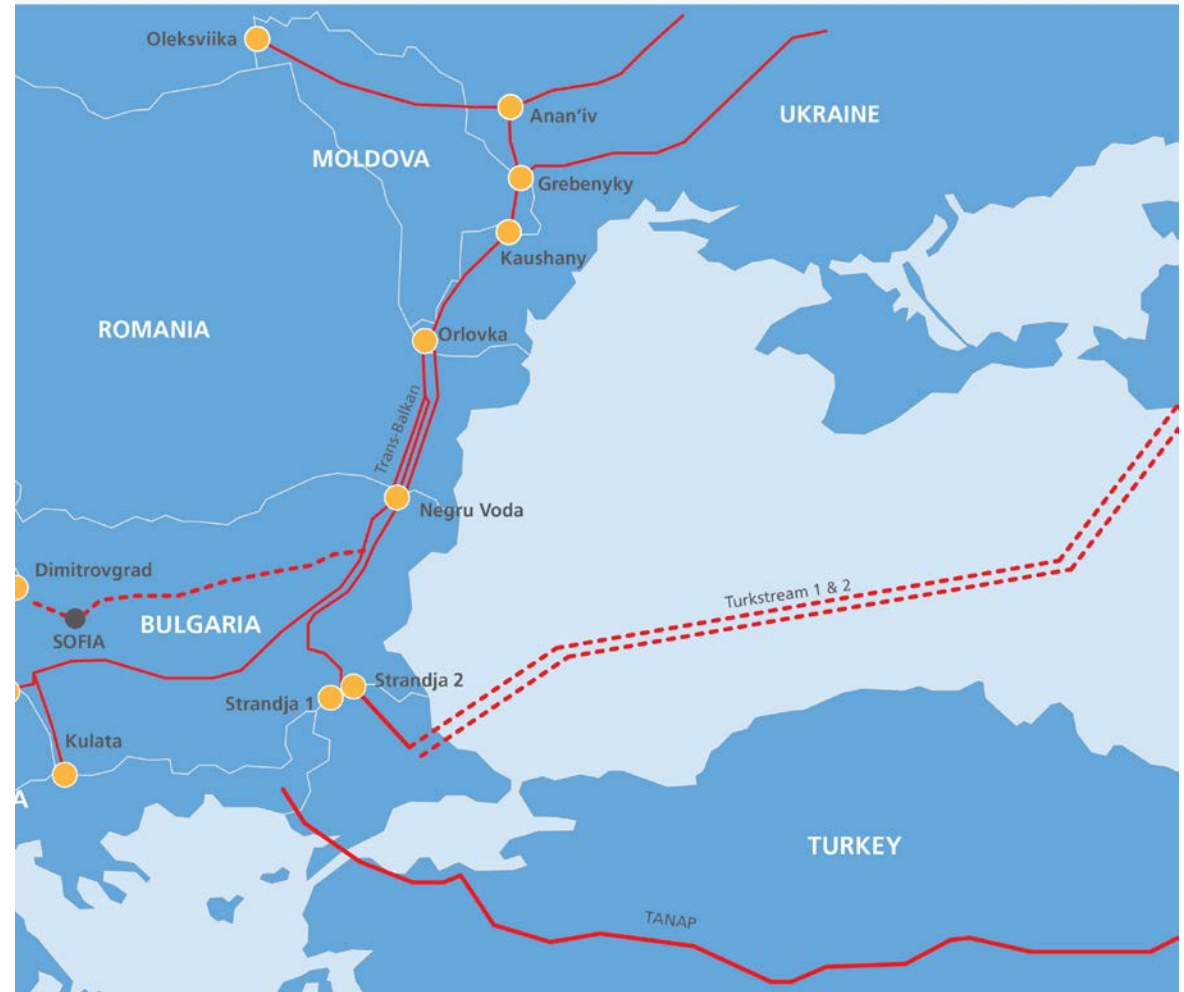 Oleksviika
Anan'iv
UKRAINE
MOLDOVA
Grebenyky
Kaushany
ROMANIA
Orlovka
Trans-Balkan
Negru Voda
Dimitrovgrad
Turkstream 1 & 2
SOFIA
BULGARIA
Strandja 2
Strandja 1
Kulata
A
TURKEY
TANAP